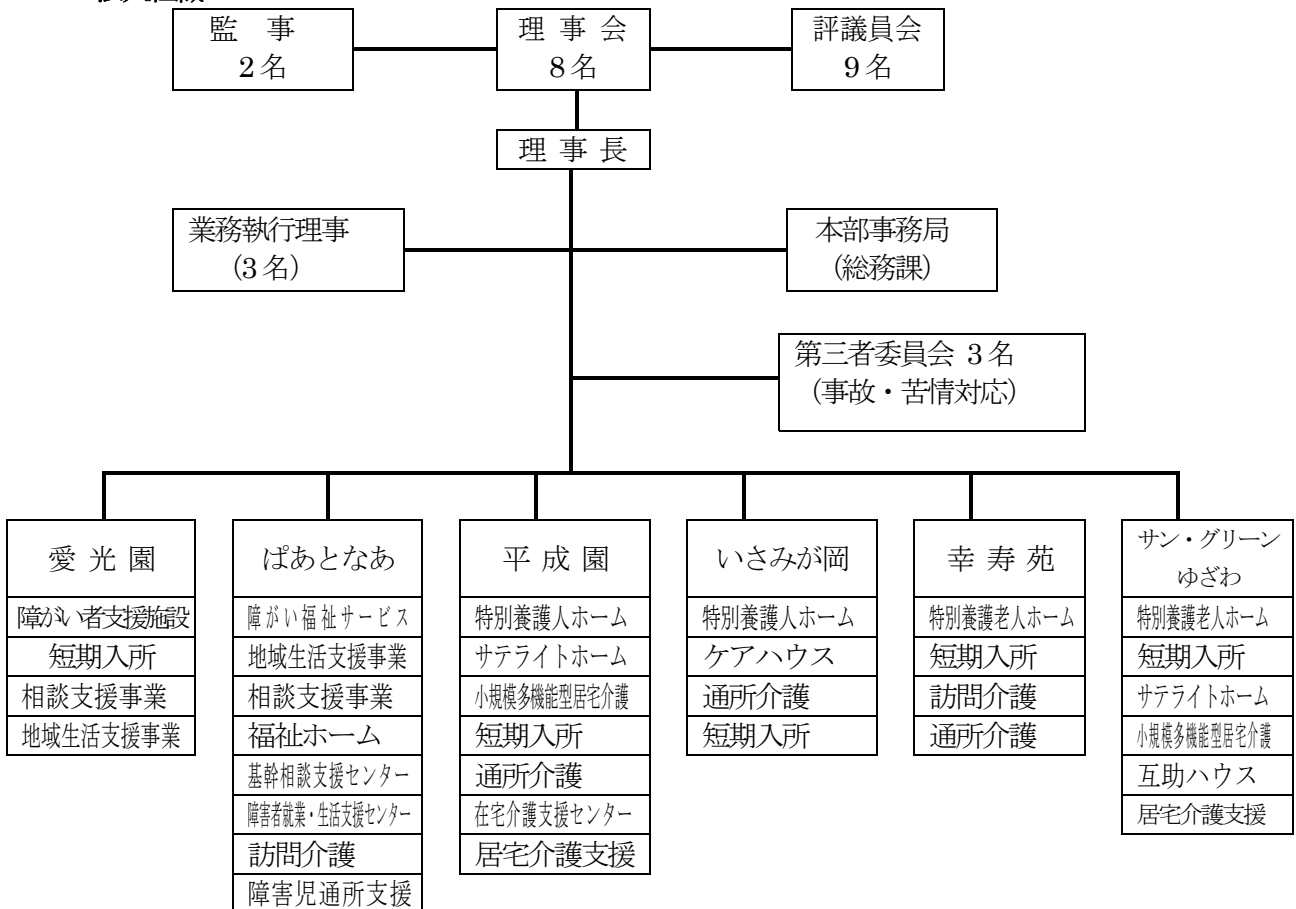 監 事
2名
理 事 会
8名
評議員会
9名
理 事 長
業務執行理事
(3名)
本部事務局
(総務課)
第三者委員会 3名
(事故・苦情対応)
愛 光 園
障がい者支援施設
短期入所
相談支援事業
地域生活支援事業
ぱあとなあ
障がい福祉サービス
地域生活支援事業
相談支援事業
福祉ホーム
基幹相談支援センター
障害者就業・生活支援センター
訪問介護
障害児通所支援
平 成 園
特別養護人ホーム
サテライトホーム
小規模多機能型居宅介護
短期入所
通所介護
在宅介護支援センター
居宅介護支援
いさみが岡
特別養護人ホーム
ケアハウス
通所介護
短期入所
幸 寿 苑
特別養護老人ホーム
短期入所
訪問介護
通所介護
サン・グリーン
ゆざわ
特別養護老人ホーム
短期入所
サテライトホーム
小規模多機能型居宅介護
互助ハウス
居宅介護支援